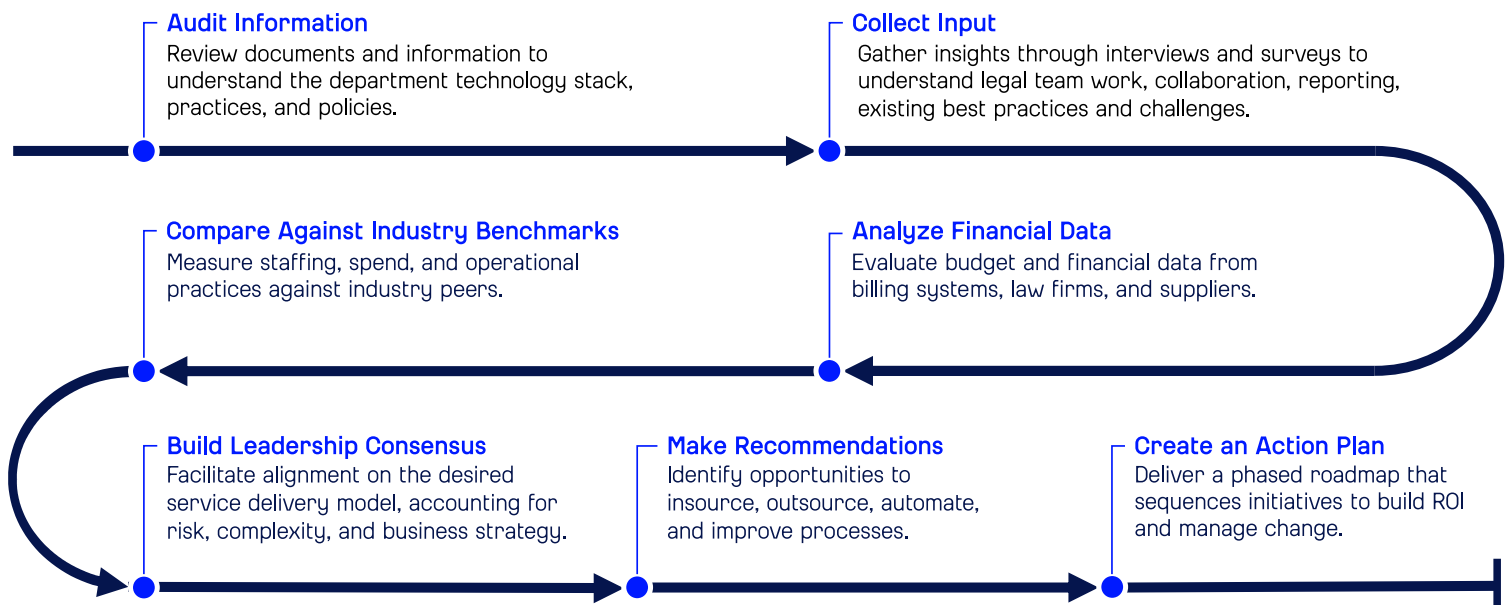 Audit Information
Review documents and information to
understand the department technology stack,
practices, and policies.
Collect Input
Gather insights through interviews and surveys to
understand legal team work, collaboration, reporting,
existing best practices and challenges.
Analyze Financial Data
Evaluate budget and financial data from
billing systems, law firms, and suppliers.
Compare Against Industry Benchmarks
Measure staffing, spend, and operational
practices against industry peers.
Build Leadership Consensus
Facilitate alignment on the desired
service delivery model, accounting for
risk, complexity, and business strategy.
Make Recommendations
Identify opportunities to
insource, outsource, automate,
and improve processes.
Create an Action Plan
Deliver a phased roadmap that
sequences initiatives to build ROI
and manage change.